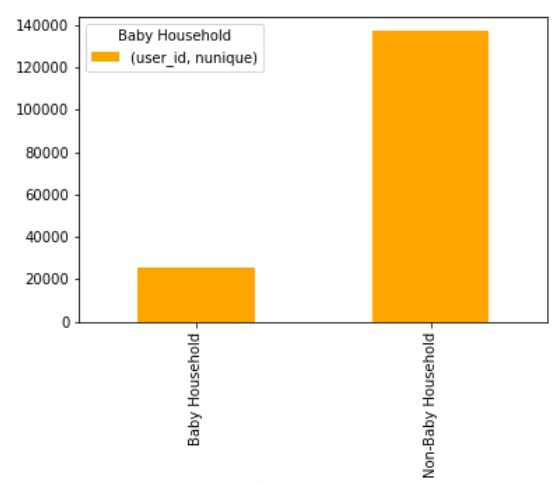 Baby Household
(user_id, nunique)
140000
120000
100000
80000
60000
40000
20000
0
Baby Household
Non-Baby Household